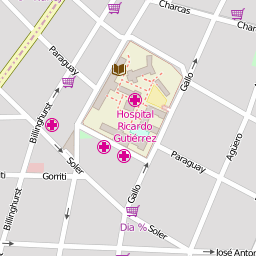 Charcas
Paraguay
Hospital
Ricardo
Gutiérrez
Gallo
Billinghurst
Soler
Paraguay
Agüero
Gorriti
Gallo
Billinghurst
Dia %
Soler
José Anton